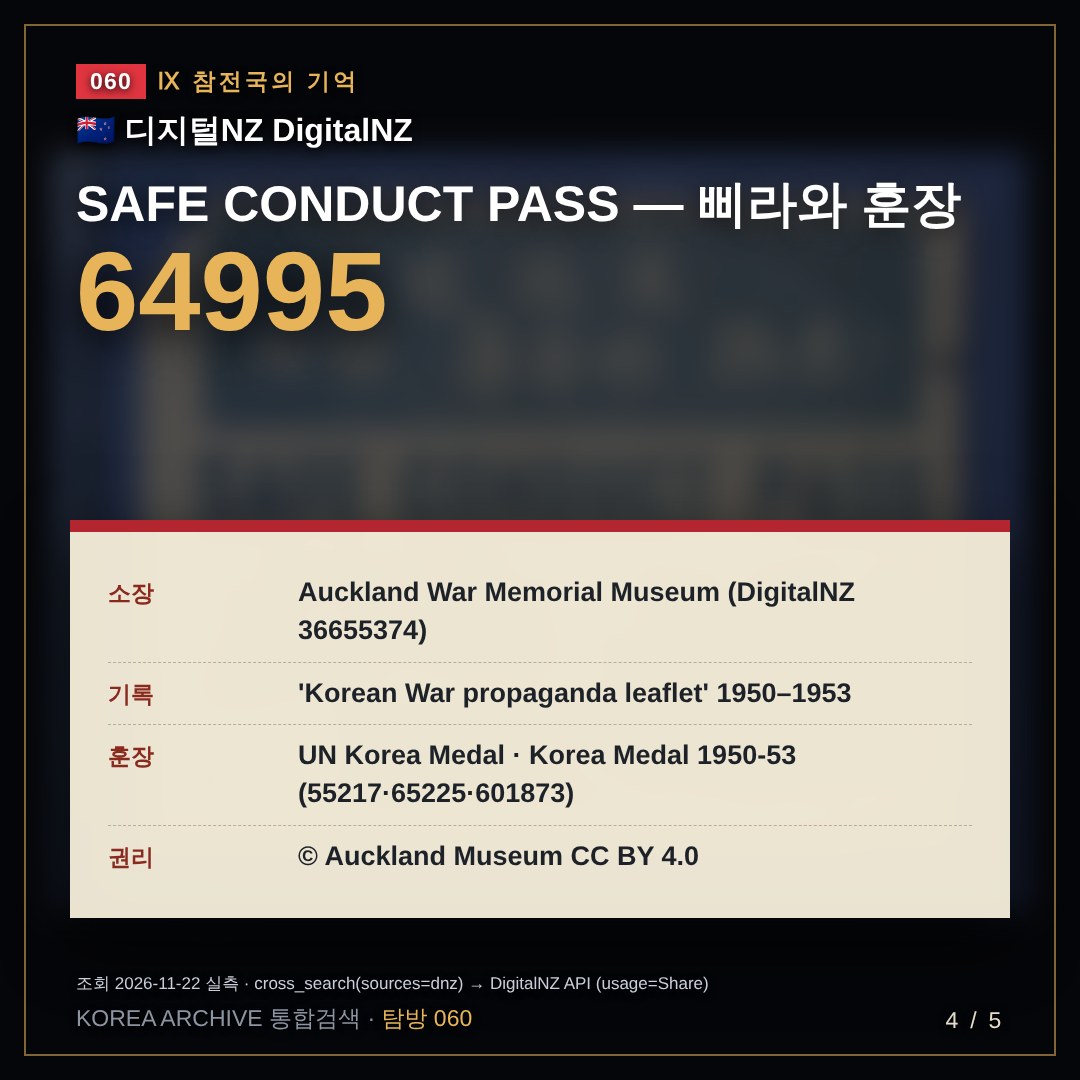 060 Ⅸ 참전국의 기억
🇳🇿 디지털NZ DigitalNZ
SAFE CONDUCT PASS — 삐라와 훈장
64995
소장 Auckland War Memorial Museum (DigitalNZ
36655374)
기록 'Korean War propaganda leaflet' 1950–1953
훈장 UN Korea Medal · Korea Medal 1950-53
(55217·65225·601873)
권리 © Auckland Museum CC BY 4.0
조회 2026-11-22 실측 · cross_search(sources=dnz) → DigitalNZ API (usage=Share)
KOREA ARCHIVE 통합검색 · 탐방 060
4 / 5